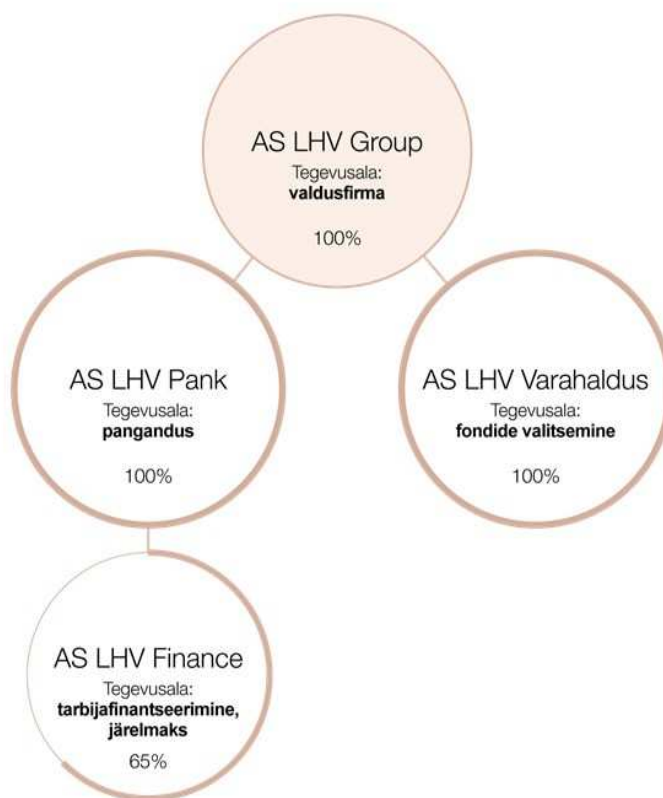 AS LHV Group
Tegevusala:
valdusfirma
100%
AS LHV Pank
Tegevusala:
pangandus
100%
AS LHV Varahaldus
Tegevusala:
fondide valitsemine
100%
AS LHV Finance
Tegevusala:
tarbijafinantseerimine,
järelmaks
65%